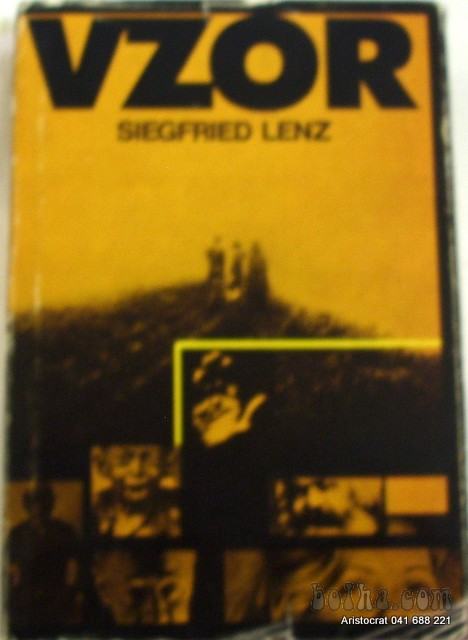 VZOR
SIEGFRIED LENZ
bolha.com
Aristocrat 041 688 221